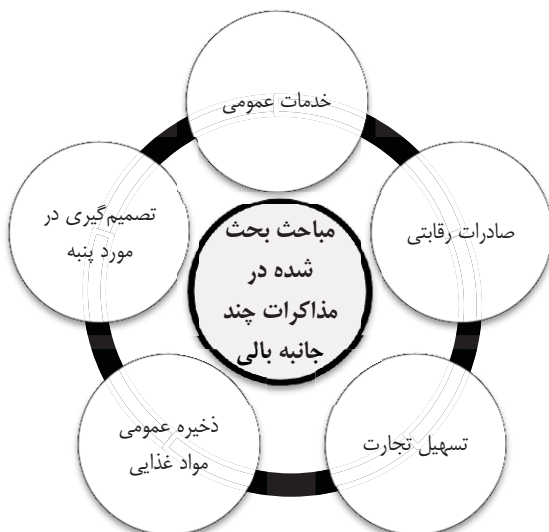 خدمات عمومی
صادرات رقابتی
تسهیل تجارت
ذخیره عمومی
مواد غذایی
تصمیم‌گیری در
مورد پنبه
مباحث بحث
شده در
مذاکرات چند
جانبه بالی